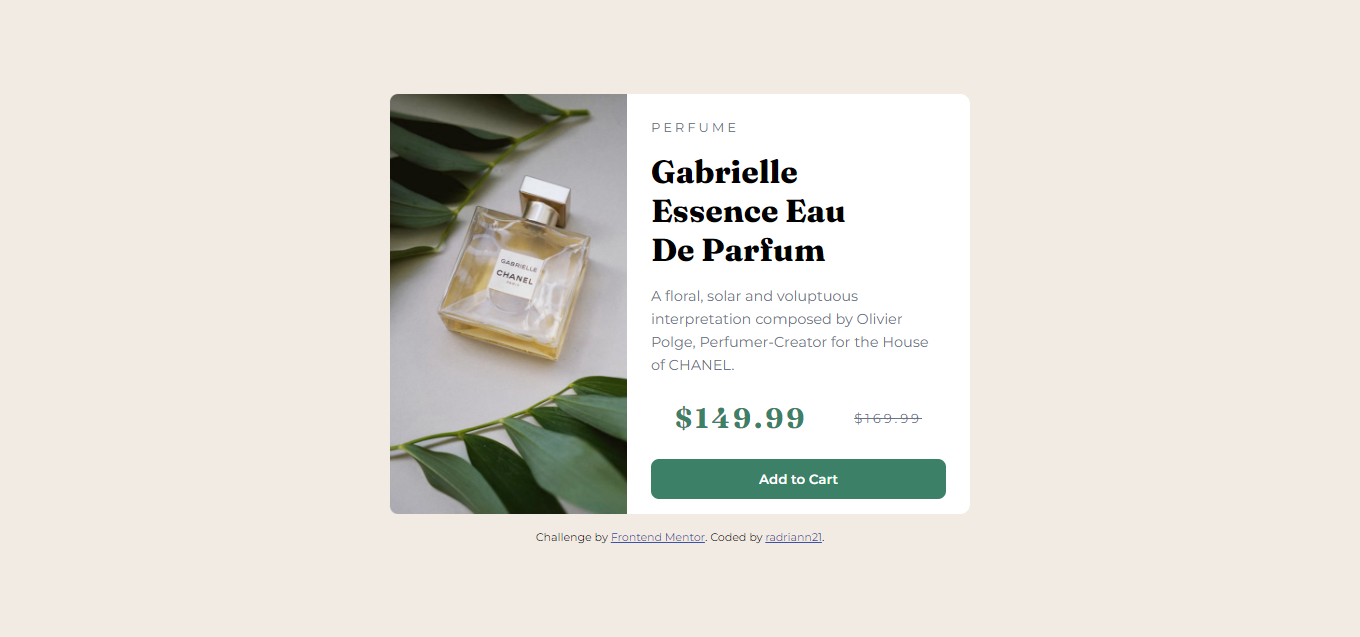 PERFUME
Gabrielle
Essence Eau
De Parfum
A floral, solar and voluptuous
interpretation composed by Olivier
Polge, Perfumer-Creator for the House
of CHANEL.
$149.99 $169.99
Add to Cart
GABRIELLE
CHANEL
PARIS
Challenge by Frontend Mentor. Coded by radriann21.